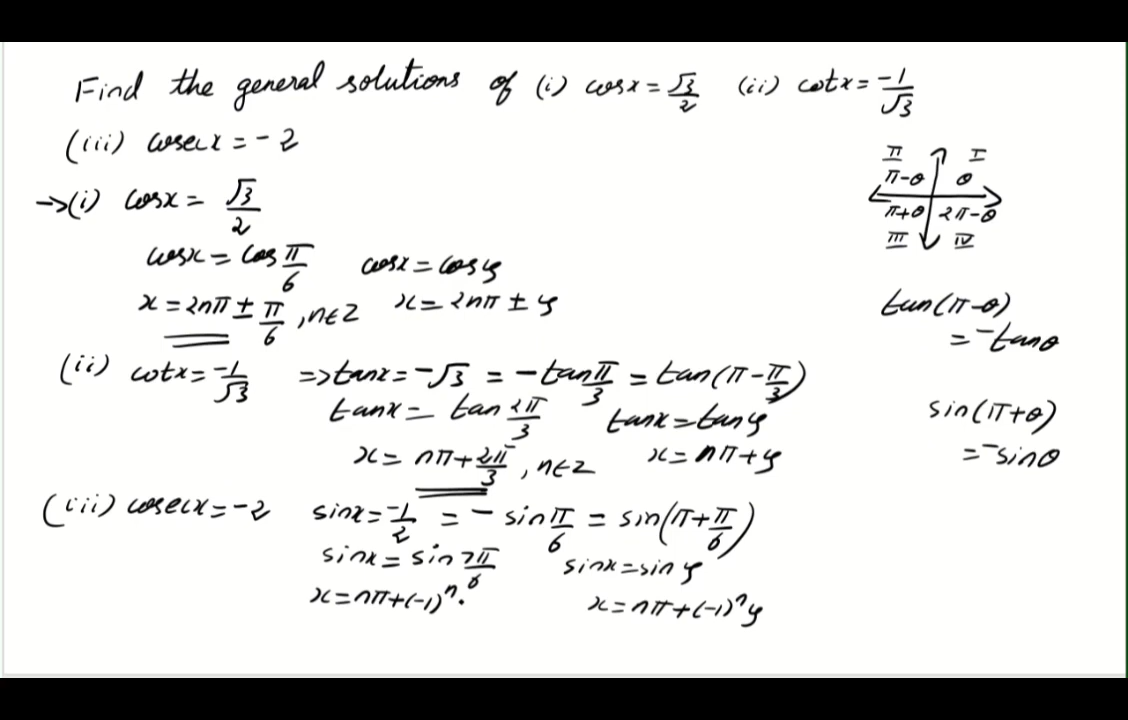 Find the general solutions of (i) cosx = √3/2 (ii) cotx = -1/√3
(iii) cosecx = -2
II I
π-θ θ
π+θ 2π-θ
III IV
→(i) cosx = √3/2
cosx = cos π/6 cosx = cosy
x = 2nπ ± π/6, n∈Z x = 2nπ ± y
tan(π-θ)
= -tanθ
(ii) cotx = -1/√3 => tanx = -√3 = -tan π/3 = tan(π - π/3)
tanx = tan 2π/3 tanx = tany
x = nπ + 2π/3, n∈Z x = nπ + y
sin(π+θ)
= -sinθ
(iii) cosecx = -2 sinx = -1/2 = - sin π/6 = sin(π + π/6)
sinx = sin 7π/6 sinx = sin y
x = nπ + (-1)ⁿ. x = nπ + (-1)ⁿy